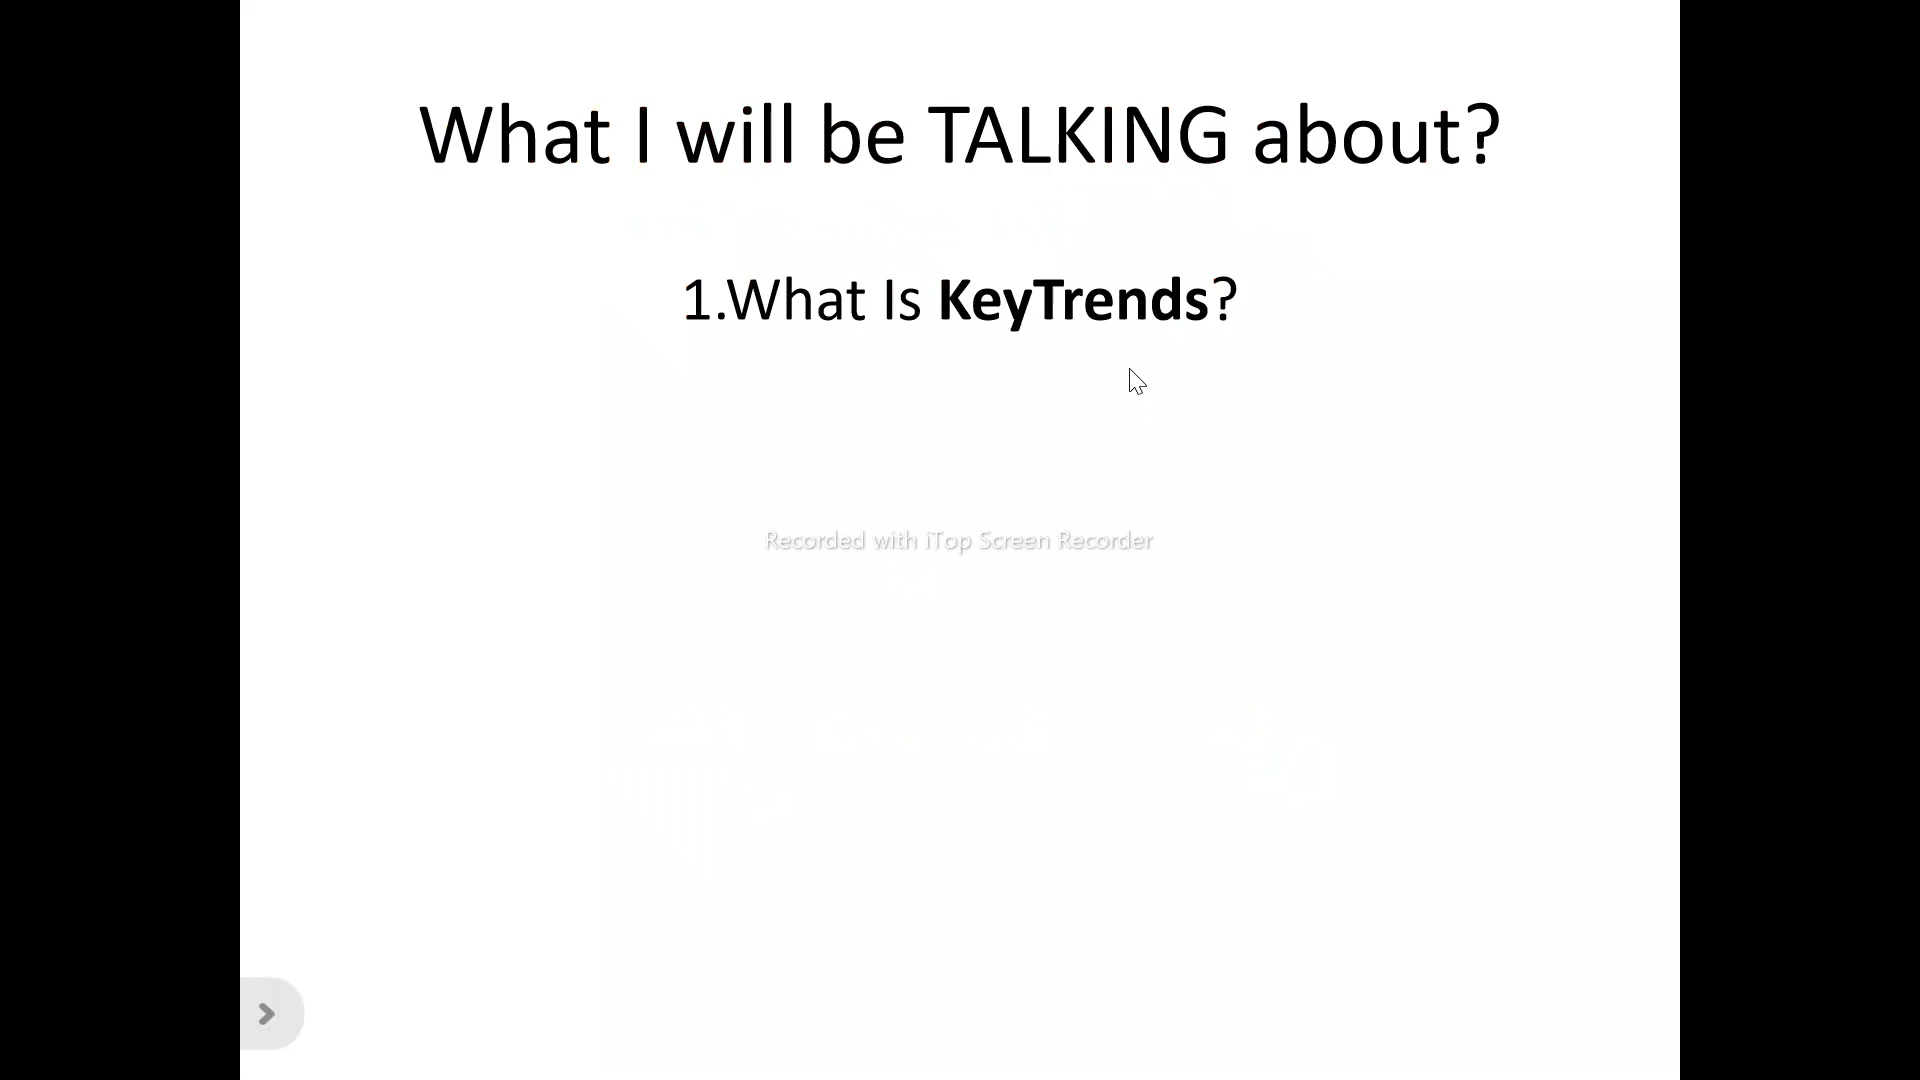 What I will be TALKING about?
1.What Is KeyTrends?
Recorded with iTop Screen Recorder